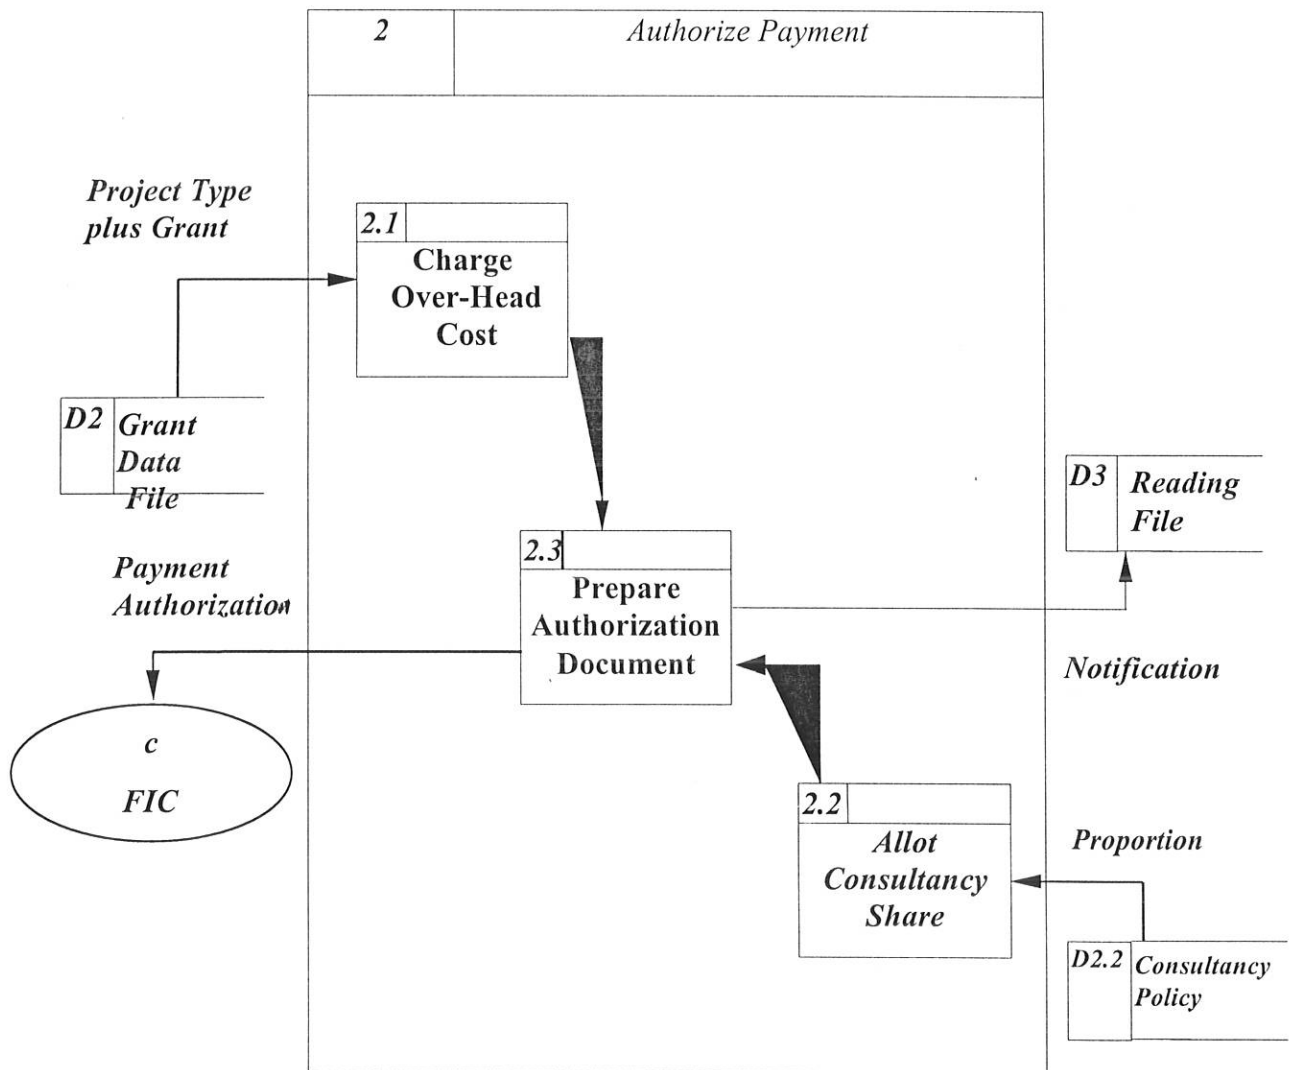 2
Authorize Payment
Project Type
plus Grant
2.1
Charge
Over-Head
Cost
D2
Grant
Data
File
D3
Reading
File
2.3
Prepare
Authorization
Document
Payment
Authorization
Notification
c
FIC
2.2
Allot
Consultancy
Share
Proportion
D2.2
Consultancy
Policy